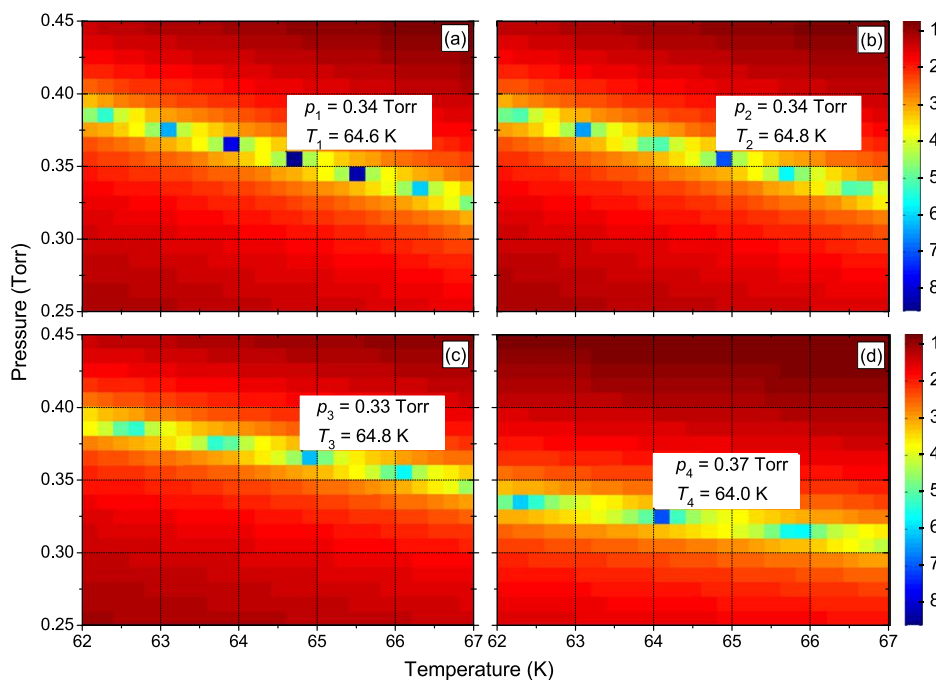 0.45
0.40
0.35
0.30
0.25
(a)
p1 = 0.34 Torr
T1 = 64.6 K
(b)
p2 = 0.34 Torr
T2 = 64.8 K
1
2
3
4
5
6
7
8
Pressure (Torr)
0.45
0.40
0.35
0.30
0.25
(c)
p3 = 0.33 Torr
T3 = 64.8 K
(d)
p4 = 0.37 Torr
T4 = 64.0 K
1
2
3
4
5
6
7
8
62 63 64 65 66 67
62 63 64 65 66 67
Temperature (K)